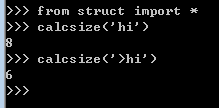 >>> from struct import *
>>> calcsize('hi')
8
>>> calcsize('>hi')
6
>>>